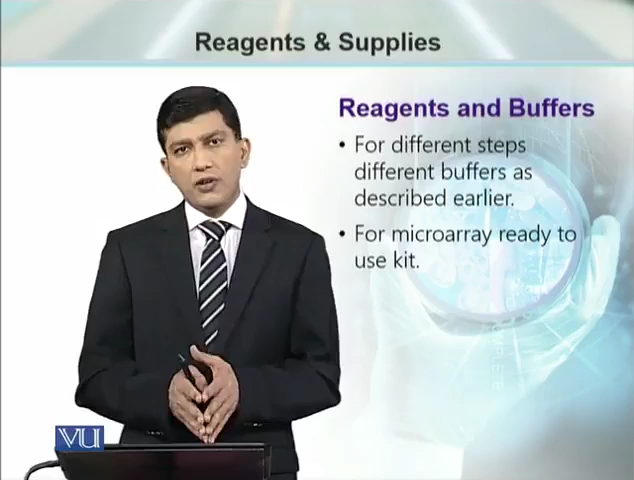 Reagents & Supplies
Reagents and Buffers
• For different steps
different buffers as
described earlier.
• For microarray ready to
use kit.
VU